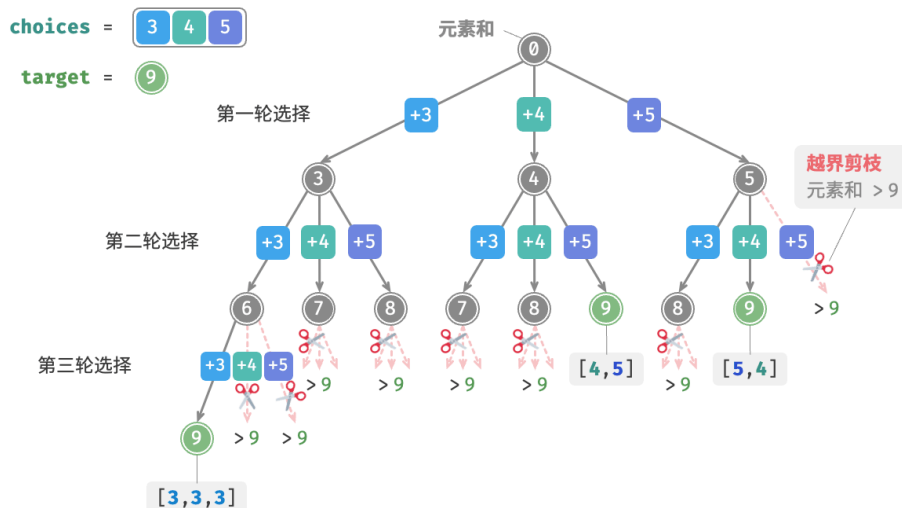 choices = 3 4 5
target = 9
元素和
0
第一轮选择
+3 +4 +5
3 4 5
越界剪枝
元素和 > 9
第二轮选择
+3 +4 +5 +3 +4 +5 +3 +4 +5
> 9
6 7 8 7 8 9 8 9
第三轮选择
+3 +4 +5
> 9 > 9 > 9 > 9 [4,5] > 9 [5,4]
9 > 9 > 9
[3,3,3]